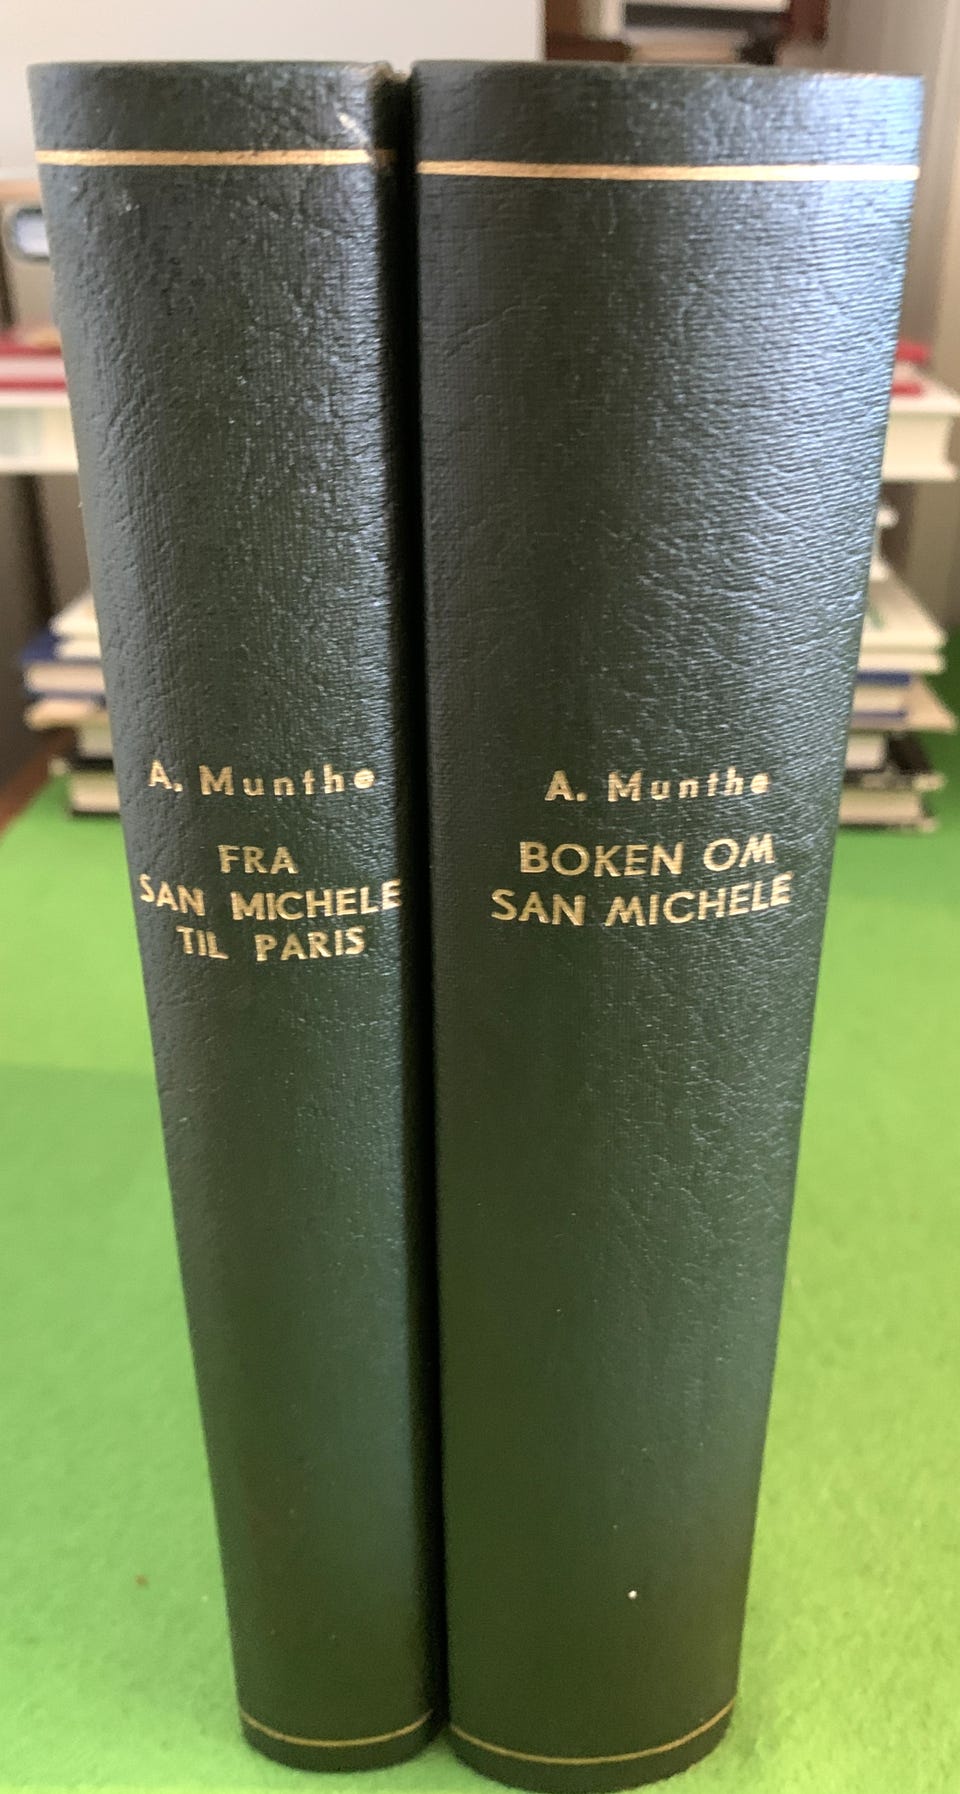 A. Munthe
FRA
SAN MICHELE
TIL PARIS
A. Munthe
BOKEN OM
SAN MICHELE